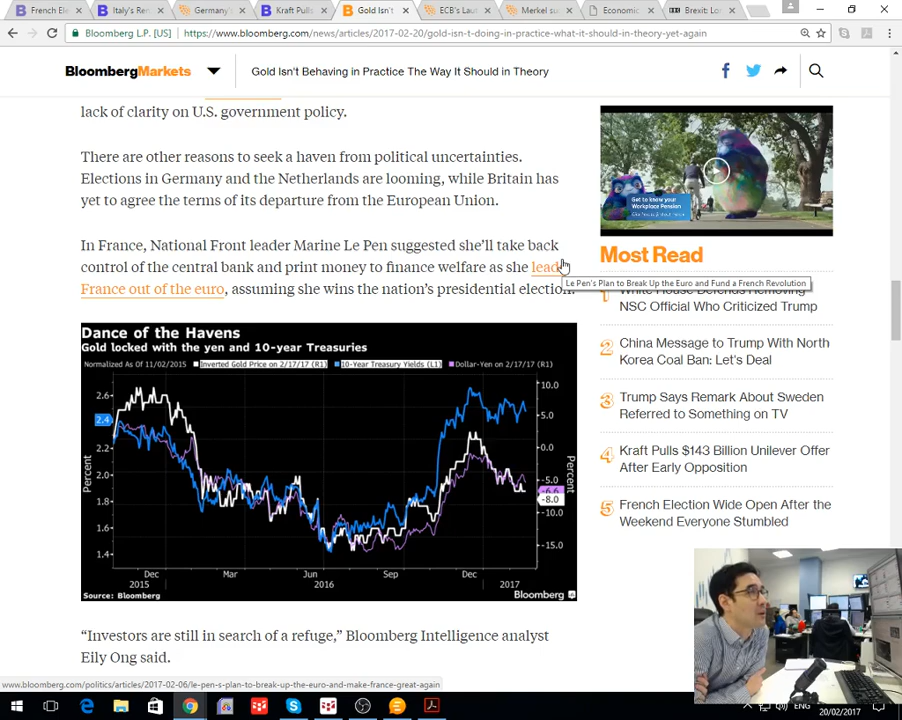 French Ele
Italy's Ren
Germany's
Kraft Pulls
Gold Isn't
ECB's Laut
Merkel su
Economic
Brexit: Lo
Bloomberg L.P. [US]
https://www.bloomberg.com/news/articles/2017-02-20/gold-isn-t-doing-in-practice-what-it-should-in-theory-yet-again
BloombergMarkets
Gold Isn't Behaving in Practice The Way It Should in Theory
lack of clarity on U.S. government policy.
There are other reasons to seek a haven from political uncertainties.
Elections in Germany and the Netherlands are looming, while Britain has
yet to agree the terms of its departure from the European Union.
In France, National Front leader Marine Le Pen suggested she'll take back
control of the central bank and print money to finance welfare as she lead
France out of the euro, assuming she wins the nation's presidential election.
Le Pen's Plan to Break Up the Euro and Fund a French Revolution
Dance of the Havens
Gold locked with the yen and 10-year Treasuries
Normalized As Of 11/02/2015
Inverted Gold Price on 2/17/17 (R1)
10-Year Treasury Yields (L1)
Dollar-Yen on 2/17/17 (R1)
2.6
2.4
2.2
2.0
1.8
1.6
1.4
Percent
10.0
5.0
0.0
-5.0
-6.6
-8.0
-10.0
-15.0
Percent
Dec
Mar
Jun
Sep
Dec
2015
2016
2017
Source: Bloomberg
Bloomberg
"Investors are still in search of a refuge," Bloomberg Intelligence analyst
Eily Ong said.
Get to know your
Workplace Pension
Most Read
1
White House Defends Removing
NSC Official Who Criticized Trump
2
China Message to Trump With North
Korea Coal Ban: Let's Deal
3
Trump Says Remark About Sweden
Referred to Something on TV
4
Kraft Pulls $143 Billion Unilever Offer
After Early Opposition
5
French Election Wide Open After the
Weekend Everyone Stumbled
www.bloomberg.com/politics/articles/2017-02-06/le-pen-s-plan-to-break-up-the-euro-and-make-france-great-again
ENG
20/02/2017